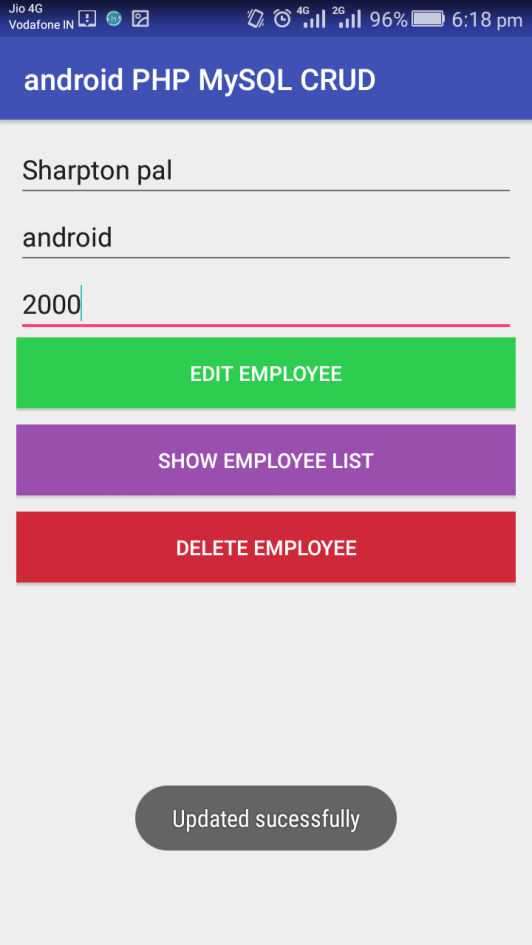 Jio 4G
Vodafone IN
4G 2G 96% 6:18 pm
android PHP MySQL CRUD
Sharpton pal
android
2000
EDIT EMPLOYEE
SHOW EMPLOYEE LIST
DELETE EMPLOYEE
Updated sucessfully